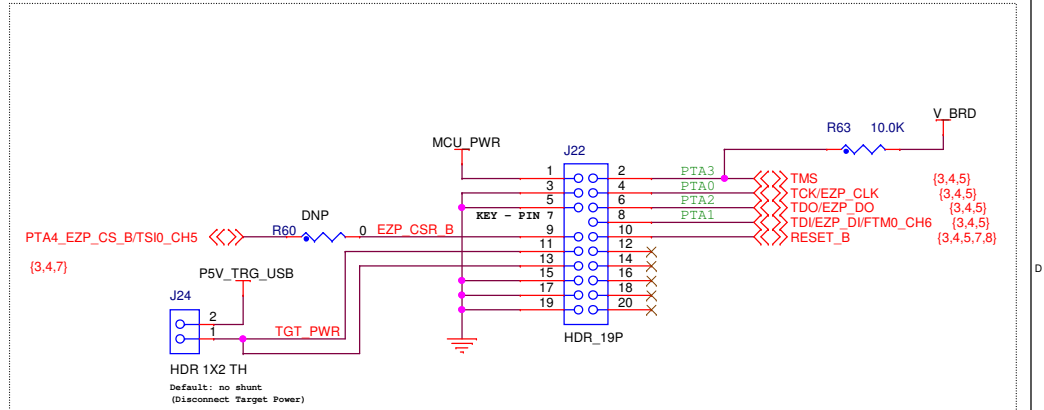 V_BRD
R63 10.0K
MCU_PWR
J22
1 2 PTA3 TMS {3,4,5}
3 4 PTA0 TCK/EZP_CLK {3,4,5}
5 6 PTA2 TDO/EZP_DO {3,4,5}
KEY - PIN 7 8 PTA1 TDI/EZP_DI/FTM0_CH6 {3,4,5}
DNP
PTA4_EZP_CS_B/TSI0_CH5 R60 0 EZP_CSR_B 9 10 RESET_B {3,4,5,7,8}
{3,4,7}
11 12
13 14
P5V_TRG_USB 15 16
J24 17 18
2 19 20
1 TGT_PWR
HDR_19P
HDR 1X2 TH
Default: no shunt
(Disconnect Target Power)
D